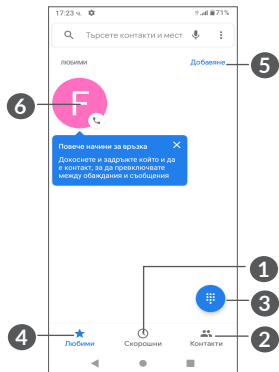 17:23 ч. 71%
Търсете контакти и мест
ЛЮБИМИ Добавяне
5
F
6
Повече начини за връзка
Докоснете и задръжте който и да
е контакт, за да превключвате
между обаждания и съобщения
1
3
4
2
Любими Скорошни Контакти